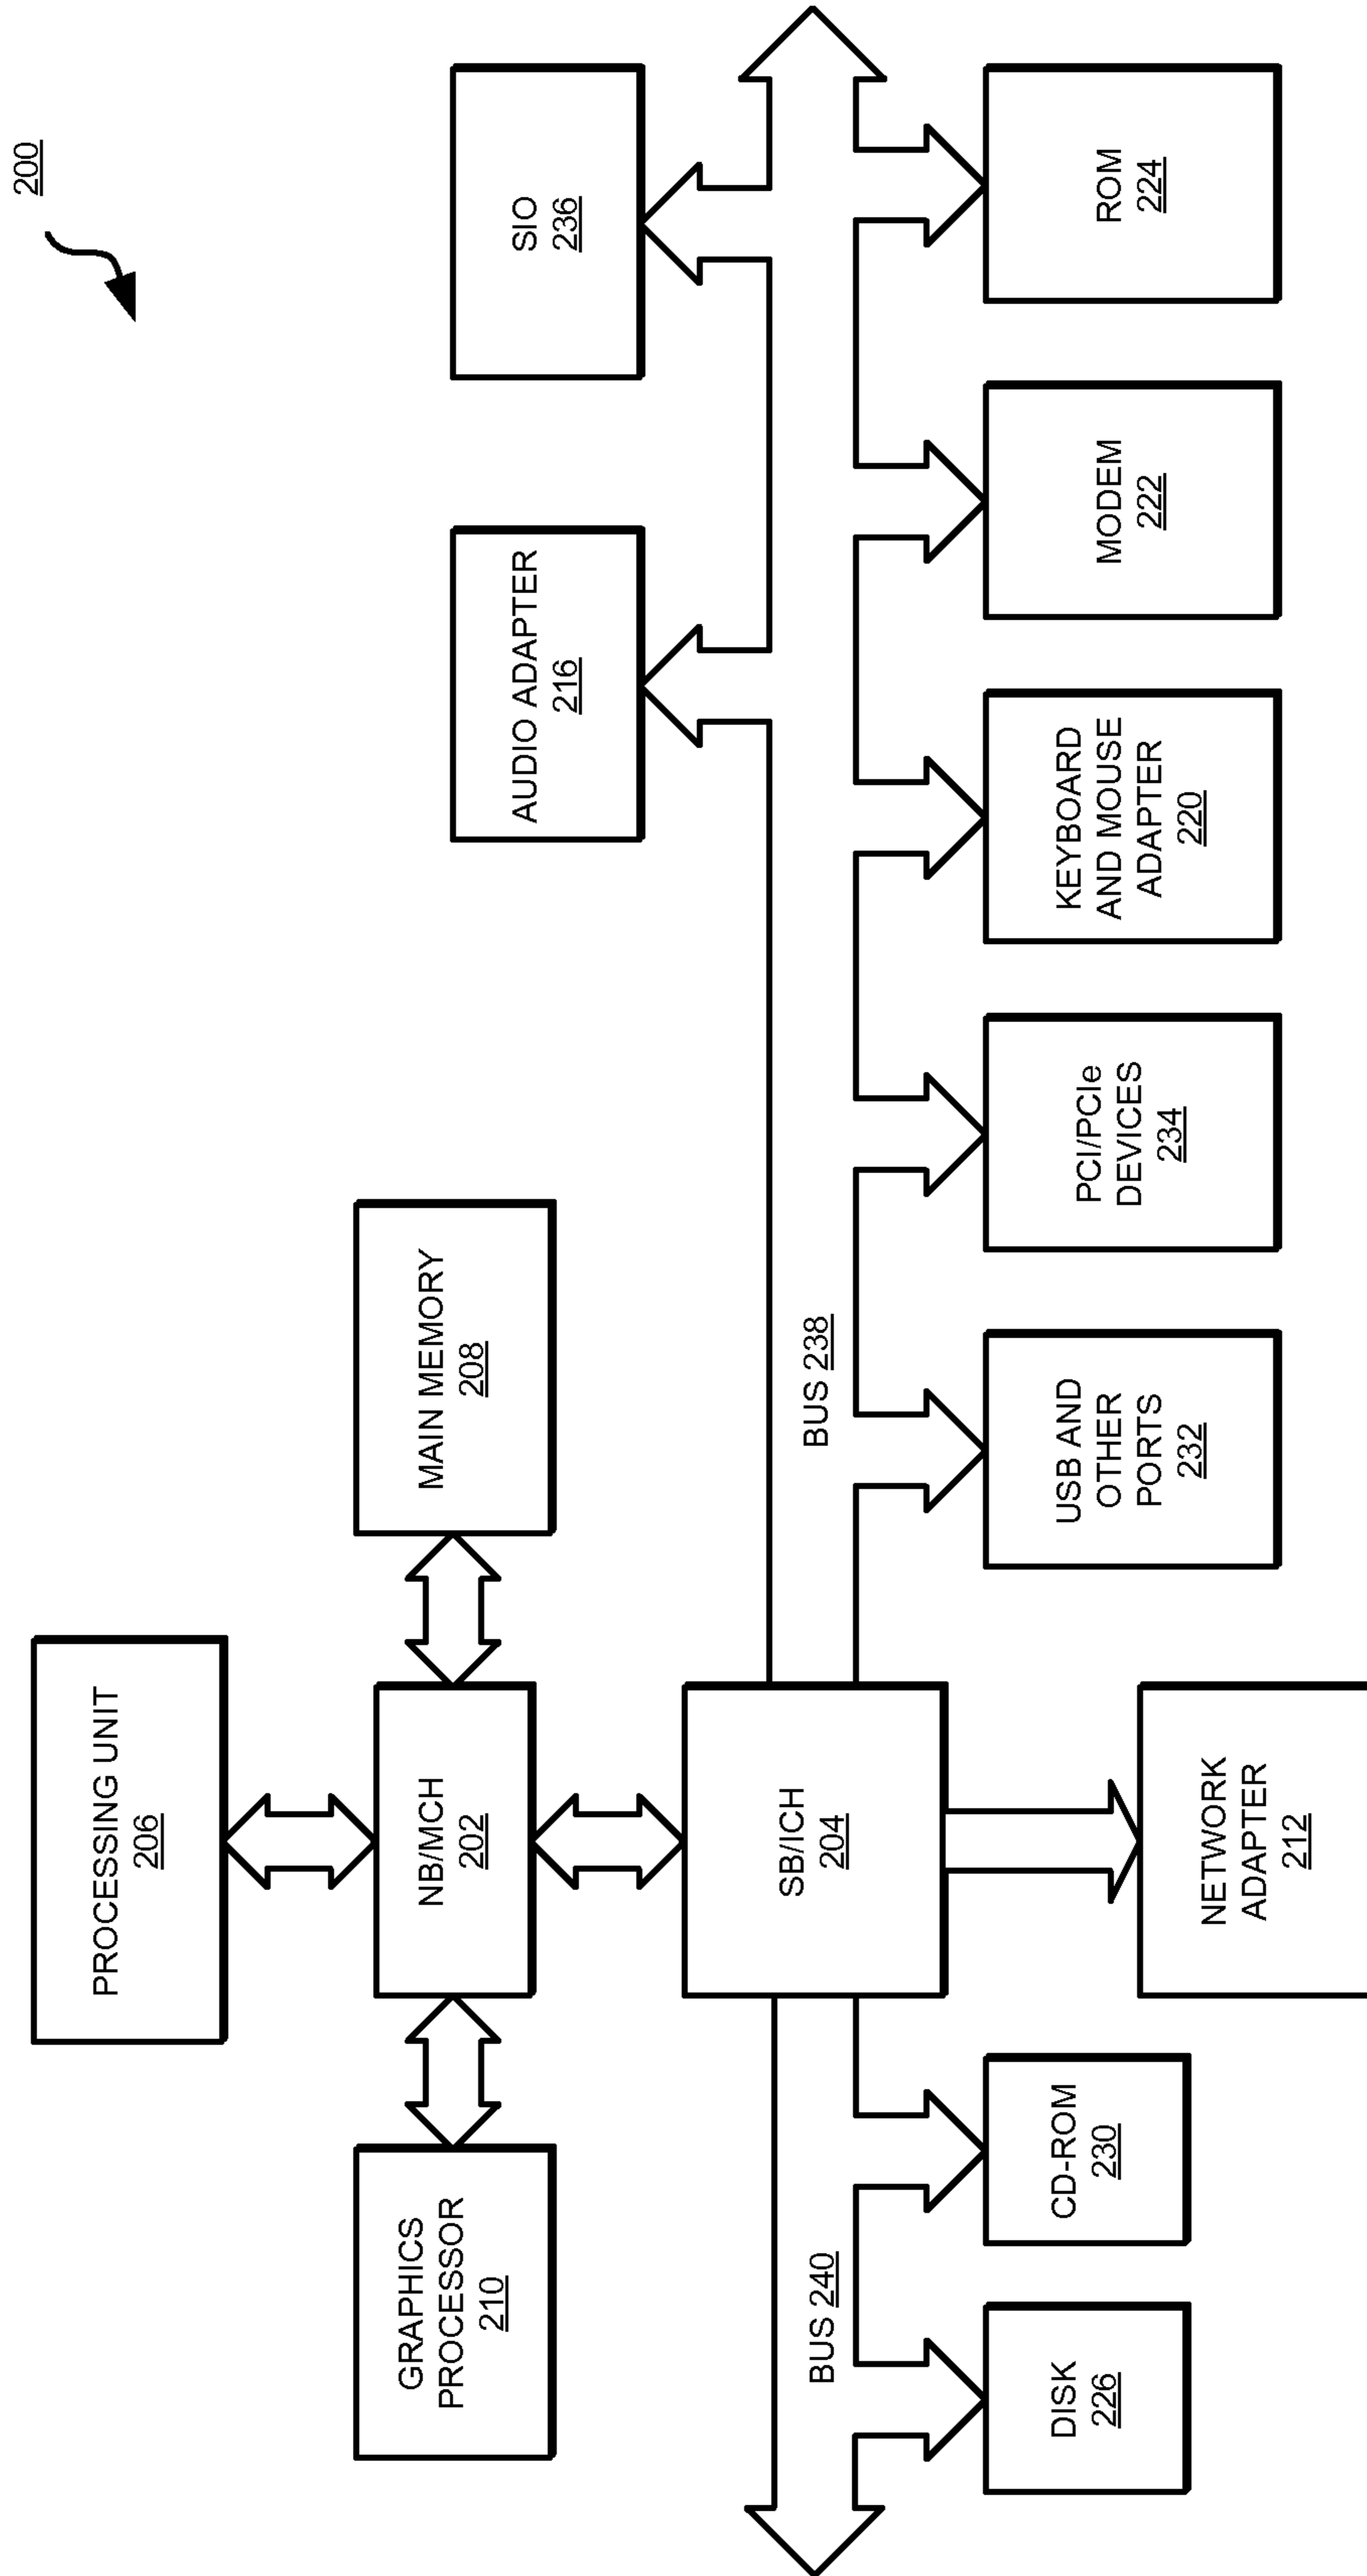 200
PROCESSING UNIT
206
GRAPHICS
PROCESSOR
210
NB/MCH
202
MAIN MEMORY
208
AUDIO ADAPTER
216
SIO
236
SB/ICH
204
BUS 240
BUS 238
DISK
226
CD-ROM
230
NETWORK
ADAPTER
212
USB AND
OTHER
PORTS
232
PCI/PCIe
DEVICES
234
KEYBOARD
AND MOUSE
ADAPTER
220
MODEM
222
ROM
224